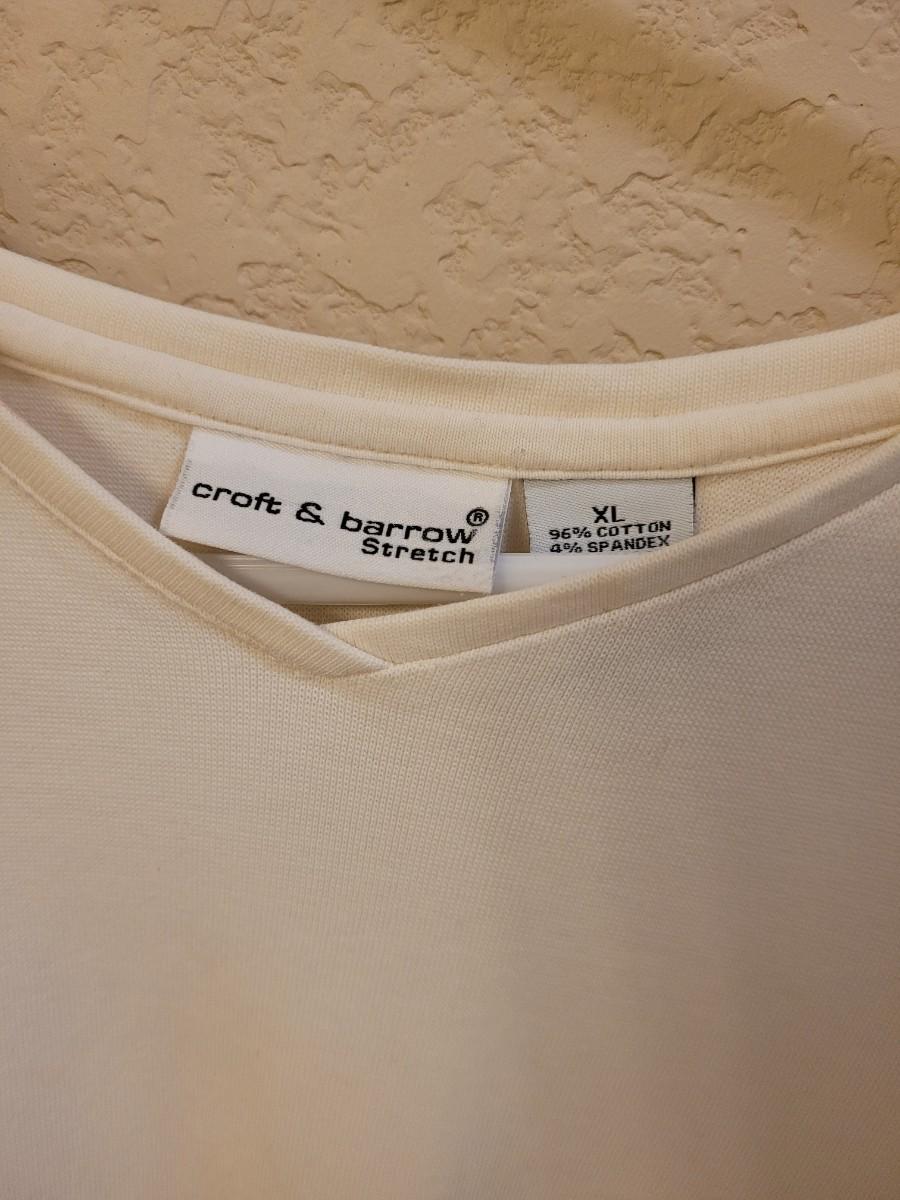 croft & barrow®
Stretch
XL
96% COTTON
4% SPANDEX